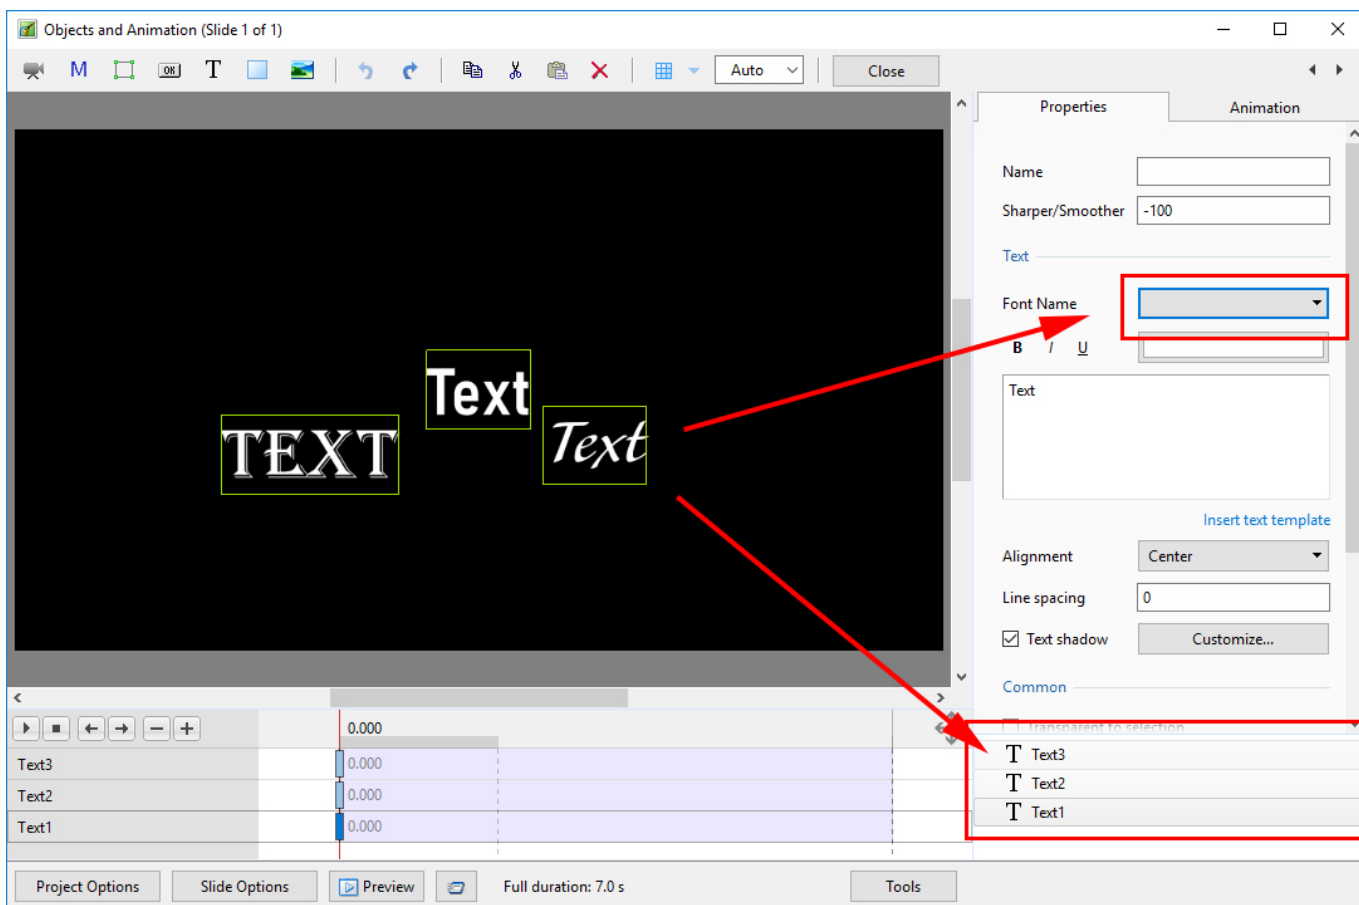 Objects and Animation (Slide 1 of 1)
M OK T Auto Close
Properties Animation
Name
Sharper/Smoother -100
Text
Font Name
B I U
Text
Text
TEXT
Text
Insert text template
Alignment Center
Line spacing 0
Text shadow Customize...
Common
Transparent to selection
0.000
Text3 0.000
Text2 0.000
Text1 0.000
T Text3
T Text2
T Text1
Project Options Slide Options Preview Full duration: 7.0 s Tools